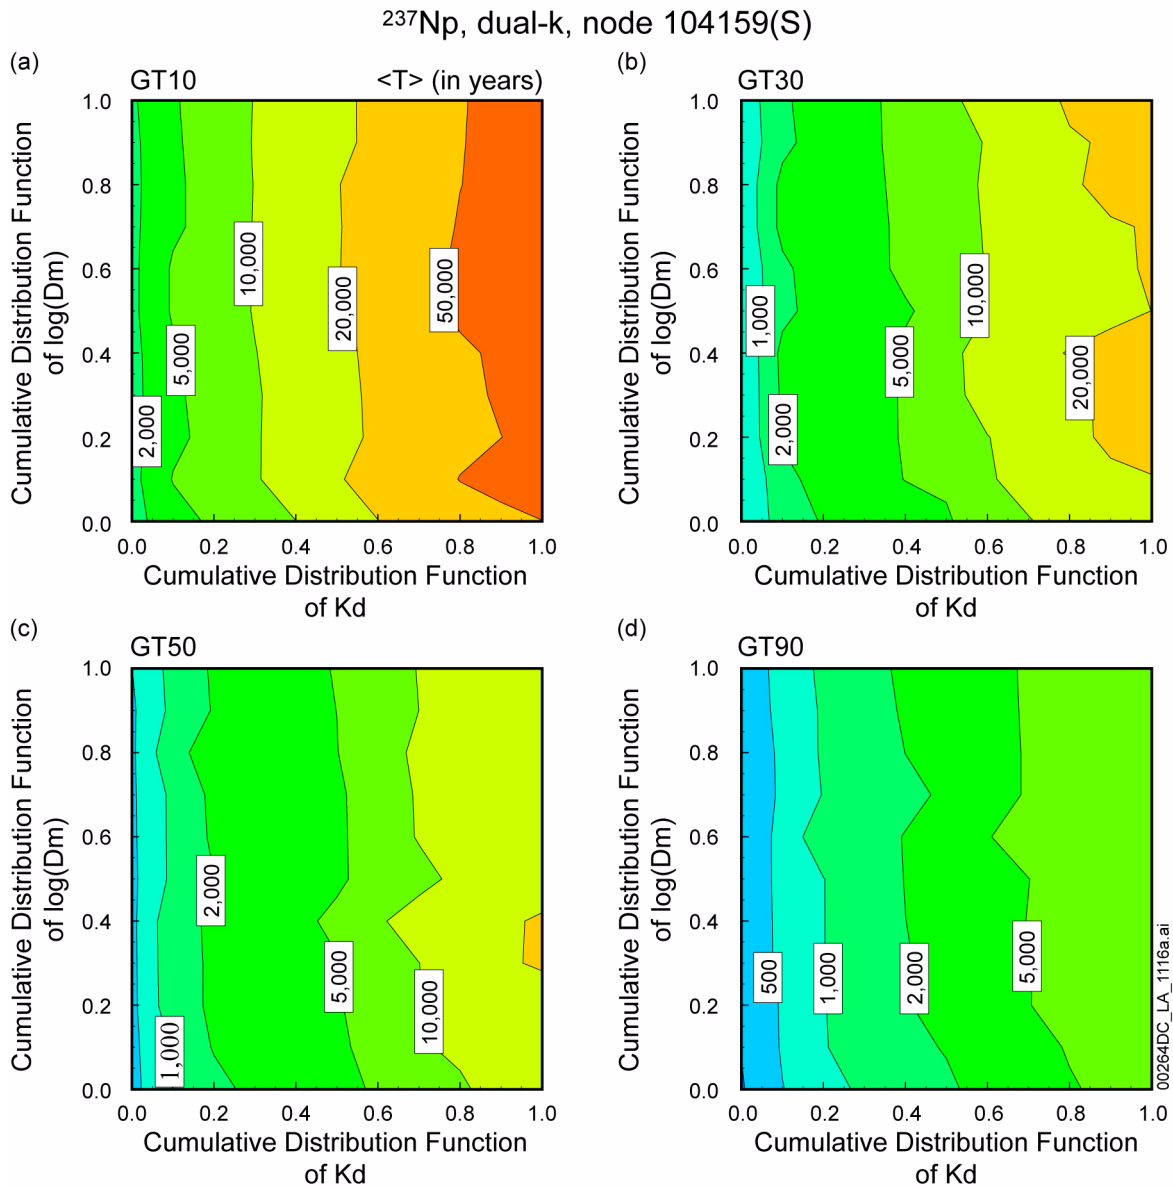 ²³⁷Np, dual-k, node 104159(S)
(a)
GT10 <T> (in years)
Cumulative Distribution Function
of log(Dm)
1.0
0.8
0.6
0.4
0.2
0.0
2,000
5,000
10,000
20,000
50,000
0.0 0.2 0.4 0.6 0.8 1.0
Cumulative Distribution Function
of Kd
(b)
GT30
Cumulative Distribution Function
of log(Dm)
1.0
0.8
0.6
0.4
0.2
0.0
1,000
2,000
5,000
10,000
20,000
0.0 0.2 0.4 0.6 0.8 1.0
Cumulative Distribution Function
of Kd
(c)
GT50
Cumulative Distribution Function
of log(Dm)
1.0
0.8
0.6
0.4
0.2
0.0
1,000
2,000
5,000
10,000
0.0 0.2 0.4 0.6 0.8 1.0
Cumulative Distribution Function
of Kd
(d)
GT90
Cumulative Distribution Function
of log(Dm)
1.0
0.8
0.6
0.4
0.2
0.0
500
1,000
2,000
5,000
0.0 0.2 0.4 0.6 0.8 1.0
Cumulative Distribution Function
of Kd
00264DC_LA_1116a.ai